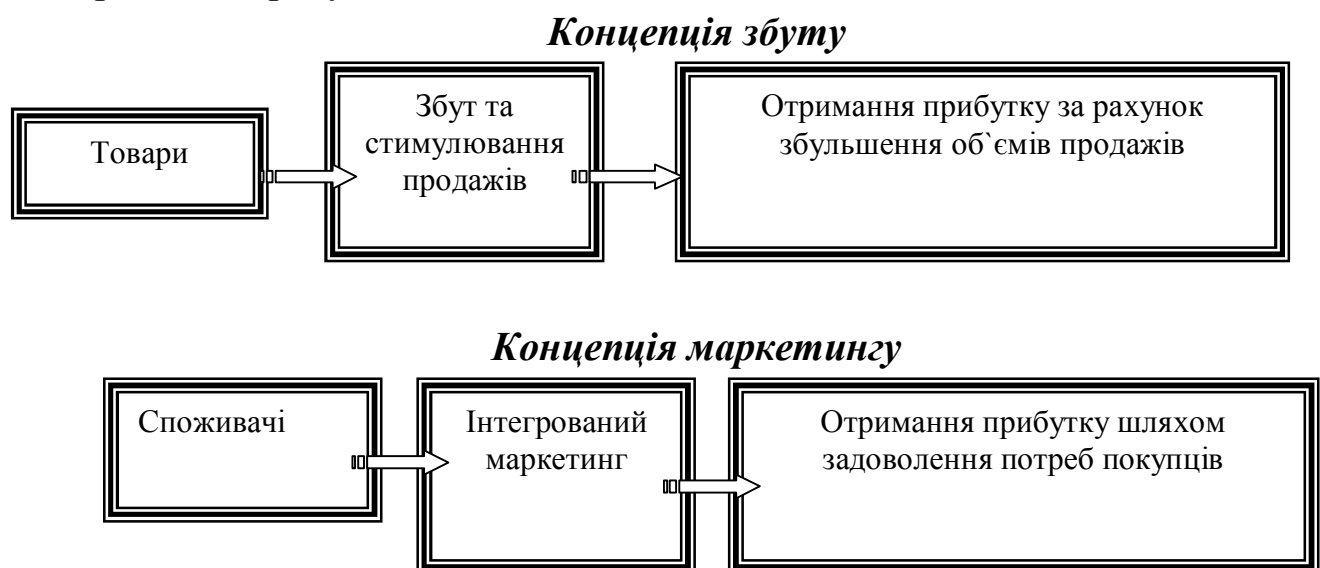 Концепція збуту
Товари
Збут та
стимулювання
продажів
Отримання прибутку за рахунок
збульшення об`ємів продажів
Концепція маркетингу
Споживачі
Інтегрований
маркетинг
Отримання прибутку шляхом
задоволення потреб покупців